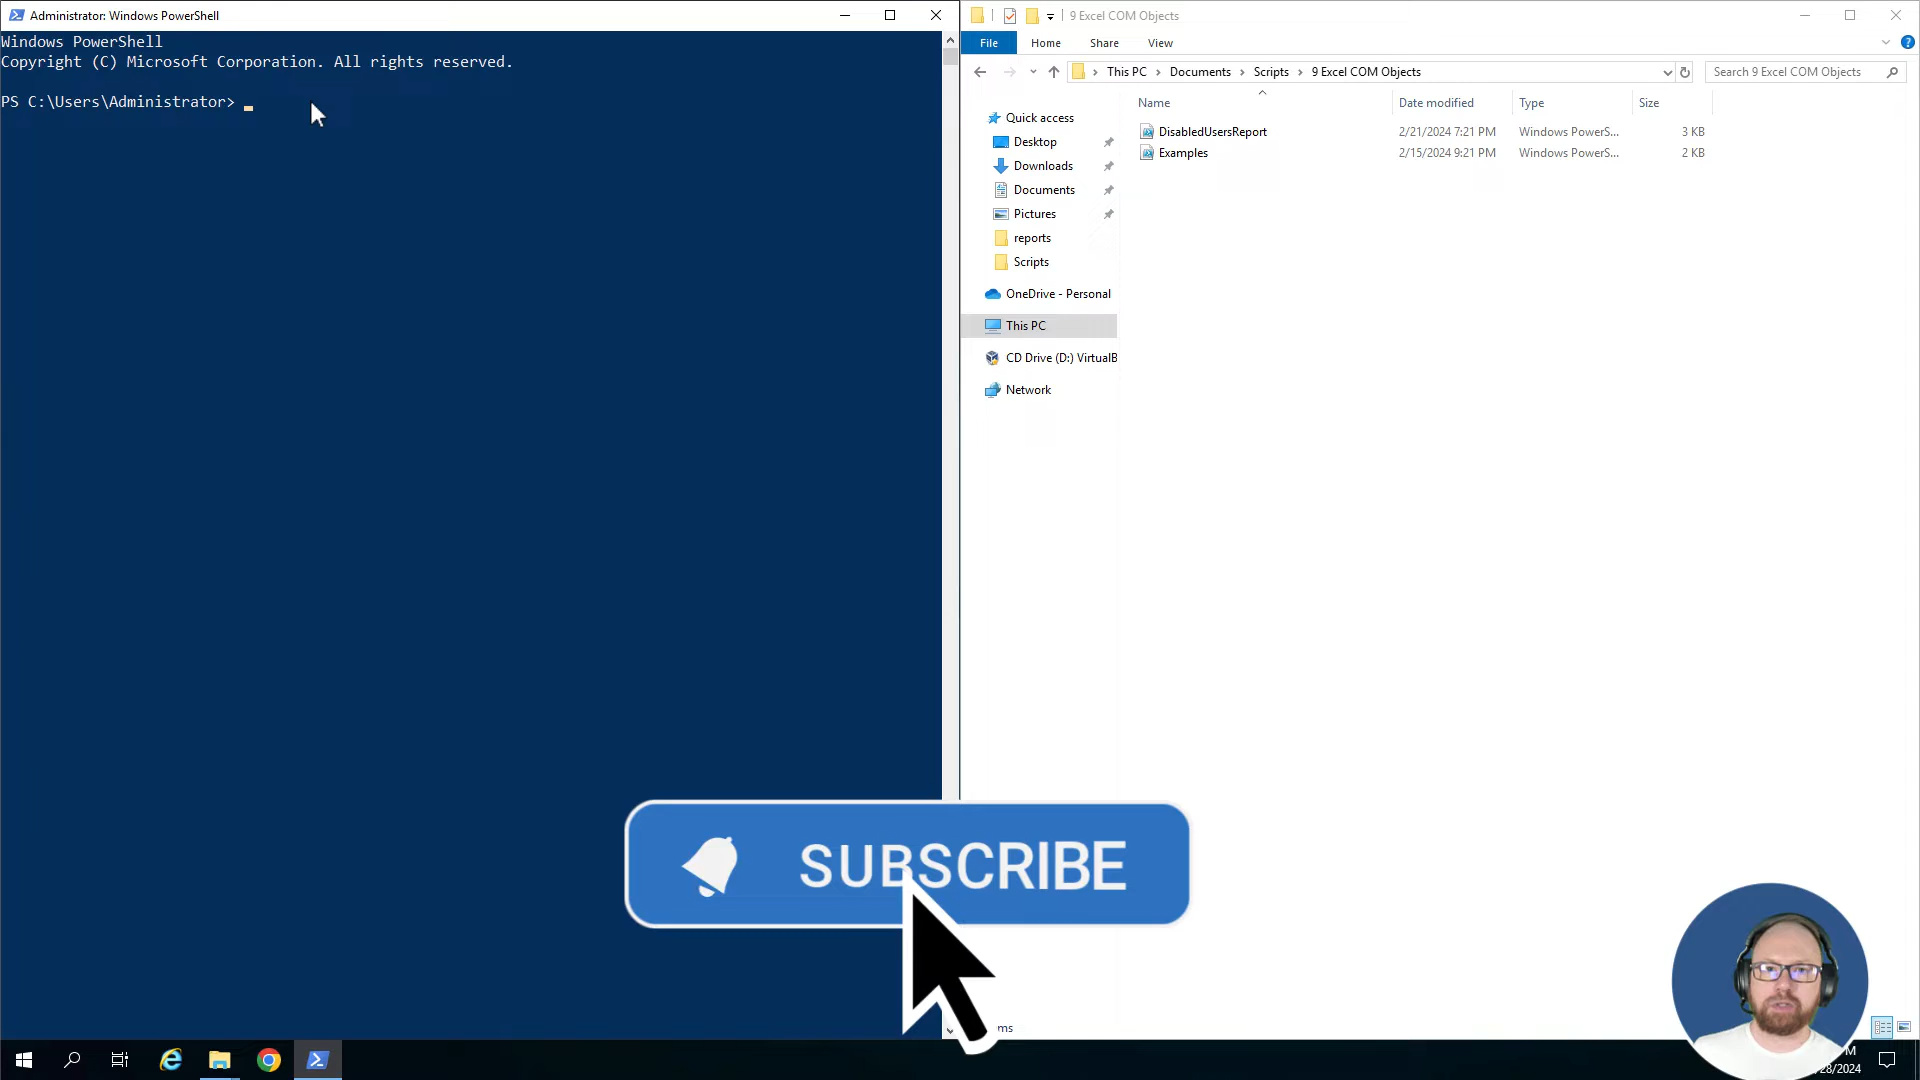 Administrator: Windows PowerShell
Windows PowerShell
Copyright (C) Microsoft Corporation. All rights reserved.
PS C:\Users\Administrator>
9 Excel COM Objects
File Home Share View
This PC Documents Scripts 9 Excel COM Objects
Search 9 Excel COM Objects
Name Date modified Type Size
DisabledUsersReport 2/21/2024 7:21 PM Windows PowerS... 3 KB
Examples 2/15/2024 9:21 PM Windows PowerS... 2 KB
Quick access
Desktop
Downloads
Documents
Pictures
reports
Scripts
OneDrive - Personal
This PC
CD Drive (D:) VirtualB
Network
SUBSCRIBE
ms
M
/28/2024